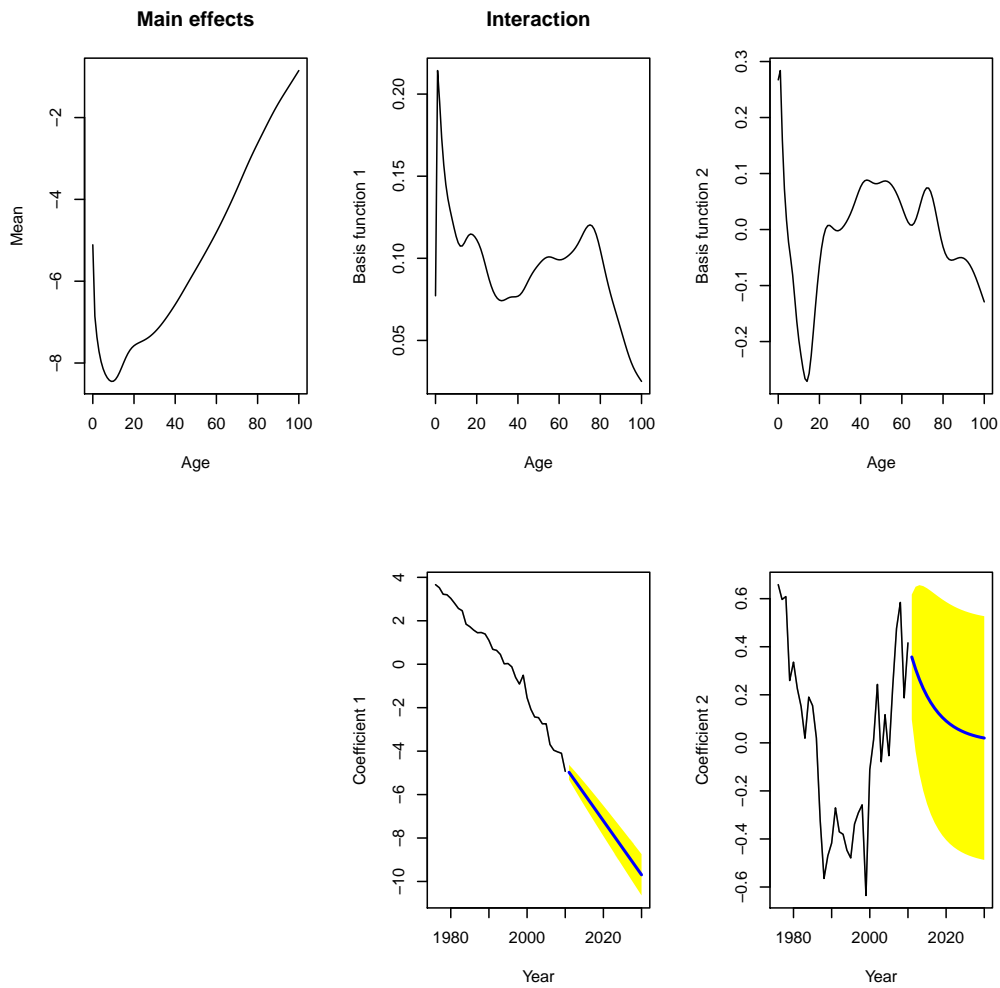 Main effects
Interaction
Mean
−2
−4
−6
−8
0 20 40 60 80 100
Age
Basis function 1
0.20
0.15
0.10
0.05
0 20 40 60 80 100
Age
Basis function 2
0.3
0.2
0.1
0.0
−0.1
−0.2
0 20 40 60 80 100
Age
Coefficient 1
4
2
0
−2
−4
−6
−8
−10
1980 2000 2020
Year
Coefficient 2
0.6
0.4
0.2
0.0
−0.2
−0.4
−0.6
1980 2000 2020
Year